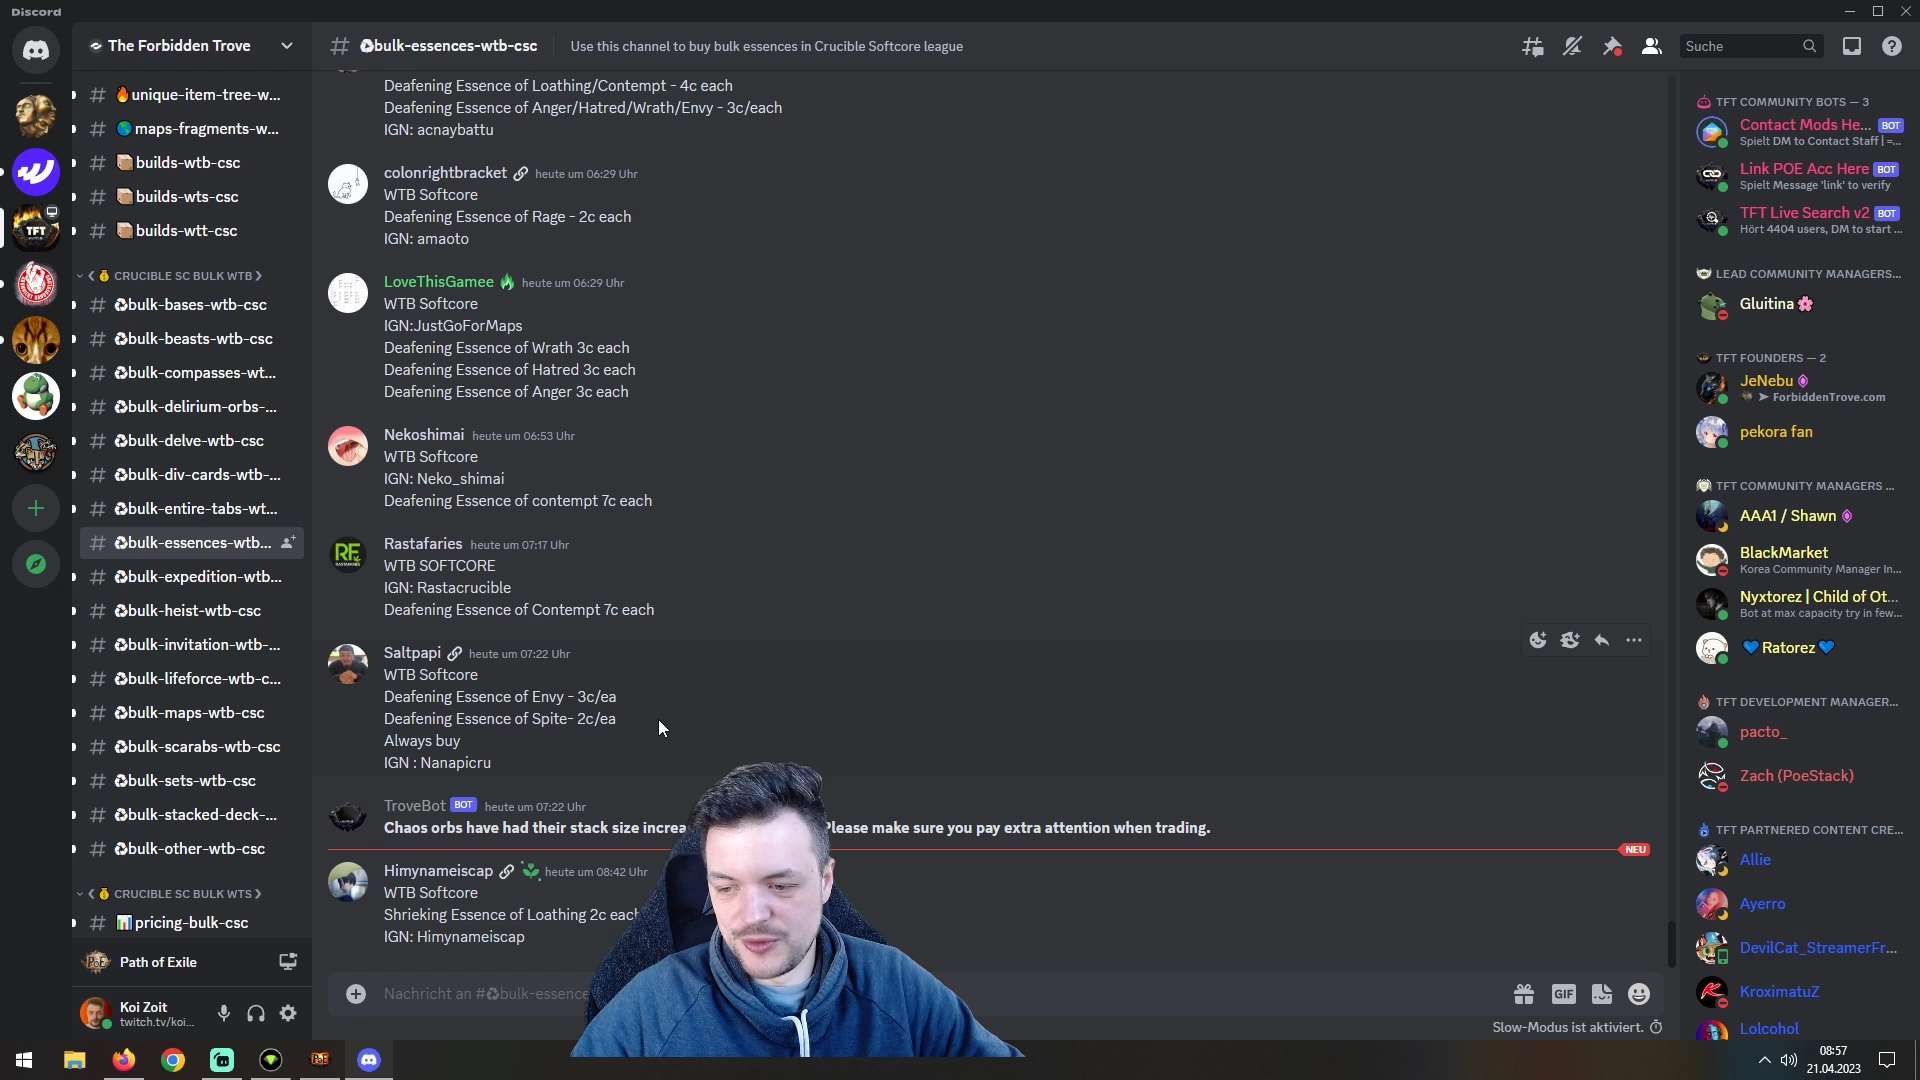 Discord
The Forbidden Trove
bulk-essences-wtb-csc
Use this channel to buy bulk essences in Crucible Softcore league
Suche
unique-item-tree-w...
maps-fragments-w...
builds-wtb-csc
builds-wts-csc
builds-wtt-csc
CRUCIBLE SC BULK WTB
bulk-bases-wtb-csc
bulk-beasts-wtb-csc
bulk-compasses-wt...
bulk-delirium-orbs-...
bulk-delve-wtb-csc
bulk-div-cards-wtb-...
bulk-entire-tabs-wt...
bulk-essences-wtb...
bulk-expedition-wtb...
bulk-heist-wtb-csc
bulk-invitation-wtb-...
bulk-lifeforce-wtb-c...
bulk-maps-wtb-csc
bulk-scarabs-wtb-csc
bulk-sets-wtb-csc
bulk-stacked-deck-...
bulk-other-wtb-csc
CRUCIBLE SC BULK WTS
pricing-bulk-csc
Path of Exile
Koi Zoit
twitch.tv/koi...
TFT
Deafening Essence of Loathing/Contempt - 4c each
Deafening Essence of Anger/Hatred/Wrath/Envy - 3c/each
IGN: acnaybattu
colonrightbracket heute um 06:29 Uhr
WTB Softcore
Deafening Essence of Rage - 2c each
IGN: amaoto
LoveThisGamee heute um 06:29 Uhr
WTB Softcore
IGN:JustGoForMaps
Deafening Essence of Wrath 3c each
Deafening Essence of Hatred 3c each
Deafening Essence of Anger 3c each
Nekoshimai heute um 06:53 Uhr
WTB Softcore
IGN: Neko_shimai
Deafening Essence of contempt 7c each
RF
RASTAFARIES
Rastafaries heute um 07:17 Uhr
WTB SOFTCORE
IGN: Rastacrucible
Deafening Essence of Contempt 7c each
Saltpapi heute um 07:22 Uhr
WTB Softcore
Deafening Essence of Envy - 3c/ea
Deafening Essence of Spite- 2c/ea
Always buy
IGN : Nanapicru
TroveBot BOT heute um 07:22 Uhr
Chaos orbs have had their stack size increa Please make sure you pay extra attention when trading.
NEU
Himynameiscap heute um 08:42 Uhr
WTB Softcore
Shrieking Essence of Loathing 2c each
IGN: Himynameiscap
Nachricht an #bulk-essence
GIF
Slow-Modus ist aktiviert.
TFT COMMUNITY BOTS — 3
Contact Mods He... BOT
Spielt DM to Contact Staff | =...
Link POE Acc Here BOT
Spielt Message 'link' to verify
TFT Live Search v2 BOT
Hört 4404 users, DM to start ...
LEAD COMMUNITY MANAGERS...
Gluitina
TFT FOUNDERS — 2
JeNebu
➤ ForbiddenTrove.com
pekora fan
TFT COMMUNITY MANAGERS ...
AAA1 / Shawn
BlackMarket
Korea Community Manager In...
Nyxtorez | Child of Ot...
Bot at max capacity try in few...
Ratorez
TFT DEVELOPMENT MANAGER...
pacto_
Zach (PoeStack)
TFT PARTNERED CONTENT CRE...
Allie
Ayerro
DevilCat_StreamerFr...
KroximatuZ
Lolcohol
08:57
21.04.2023